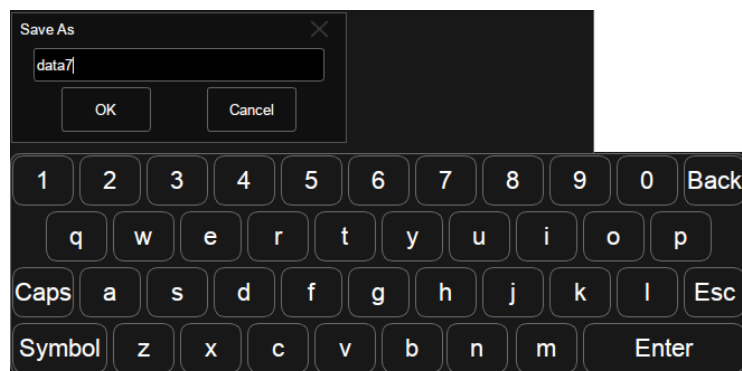 Save As
data7
OK Cancel
1 2 3 4 5 6 7 8 9 0 Back
q w e r t y u i o p
Caps a s d f g h j k l Esc
Symbol z x c v b n m Enter